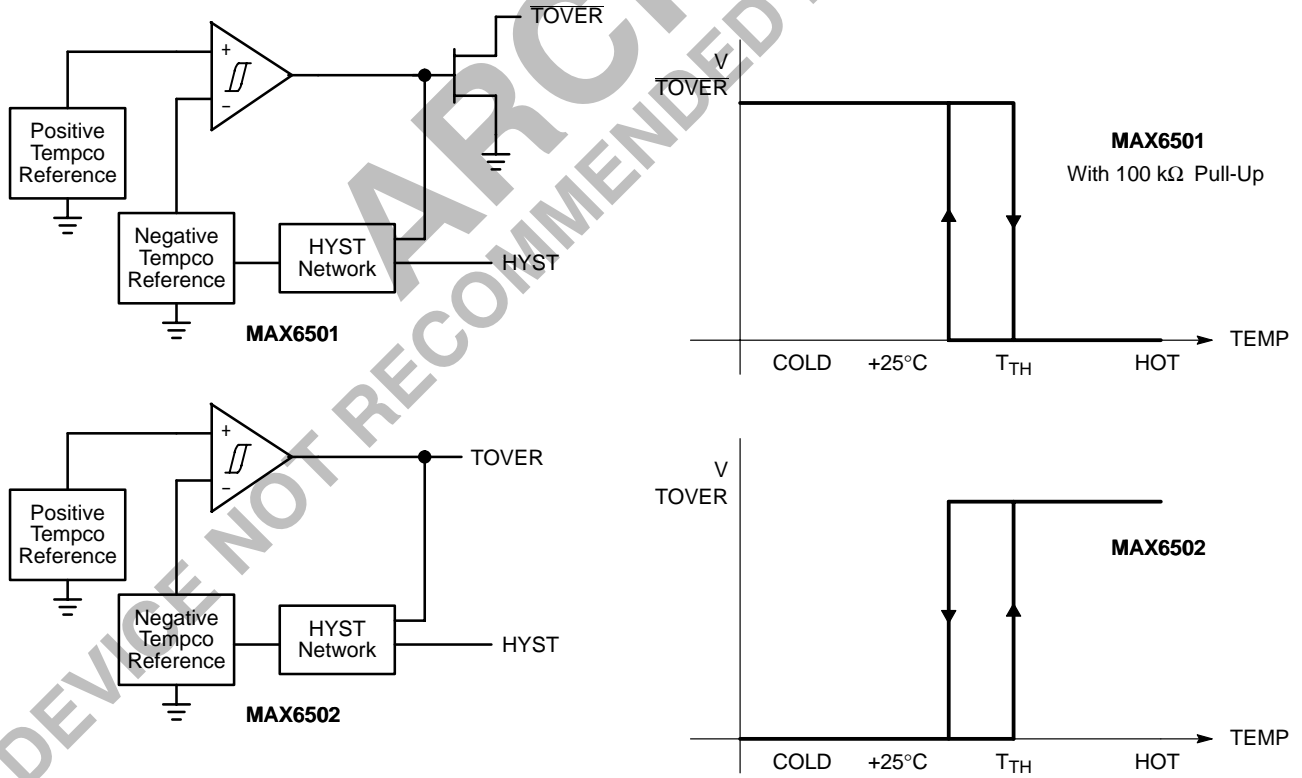 TOVER
+
−
Positive
Tempco
Reference
Negative
Tempco
Reference
HYST
Network
HYST
MAX6501
V
TOVER
MAX6501
With 100 kΩ Pull-Up
TEMP
COLD +25°C TTH HOT
+
−
TOVER
Positive
Tempco
Reference
Negative
Tempco
Reference
HYST
Network
HYST
MAX6502
V
TOVER
MAX6502
TEMP
COLD +25°C TTH HOT
DEVICE NOT RECOMMENDED